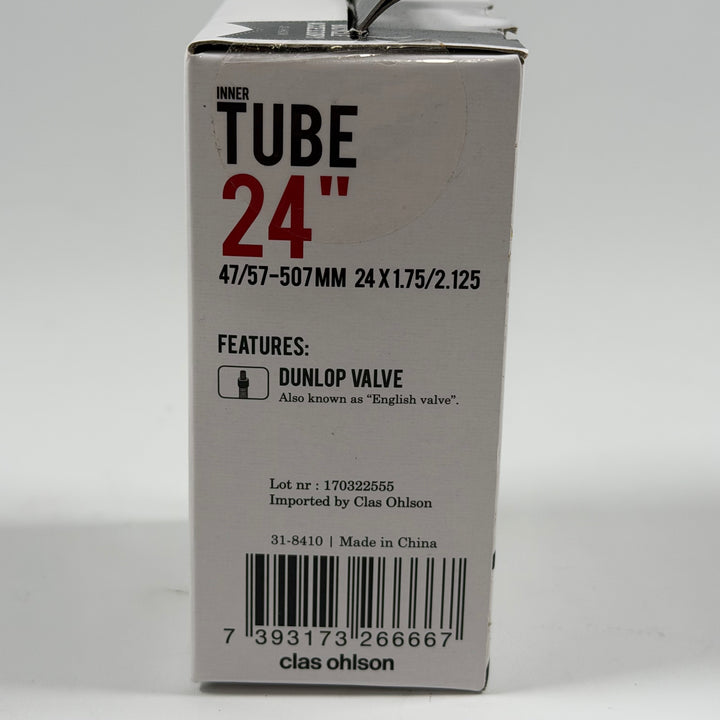 INNER
TUBE
24"
47/57-507MM 24 X 1.75/2.125
FEATURES:
DUNLOP VALVE
Also known as “English valve”.
Lot nr : 170322555
Imported by Clas Ohlson
31-8410 | Made in China
7 393173 266667
clas ohlson